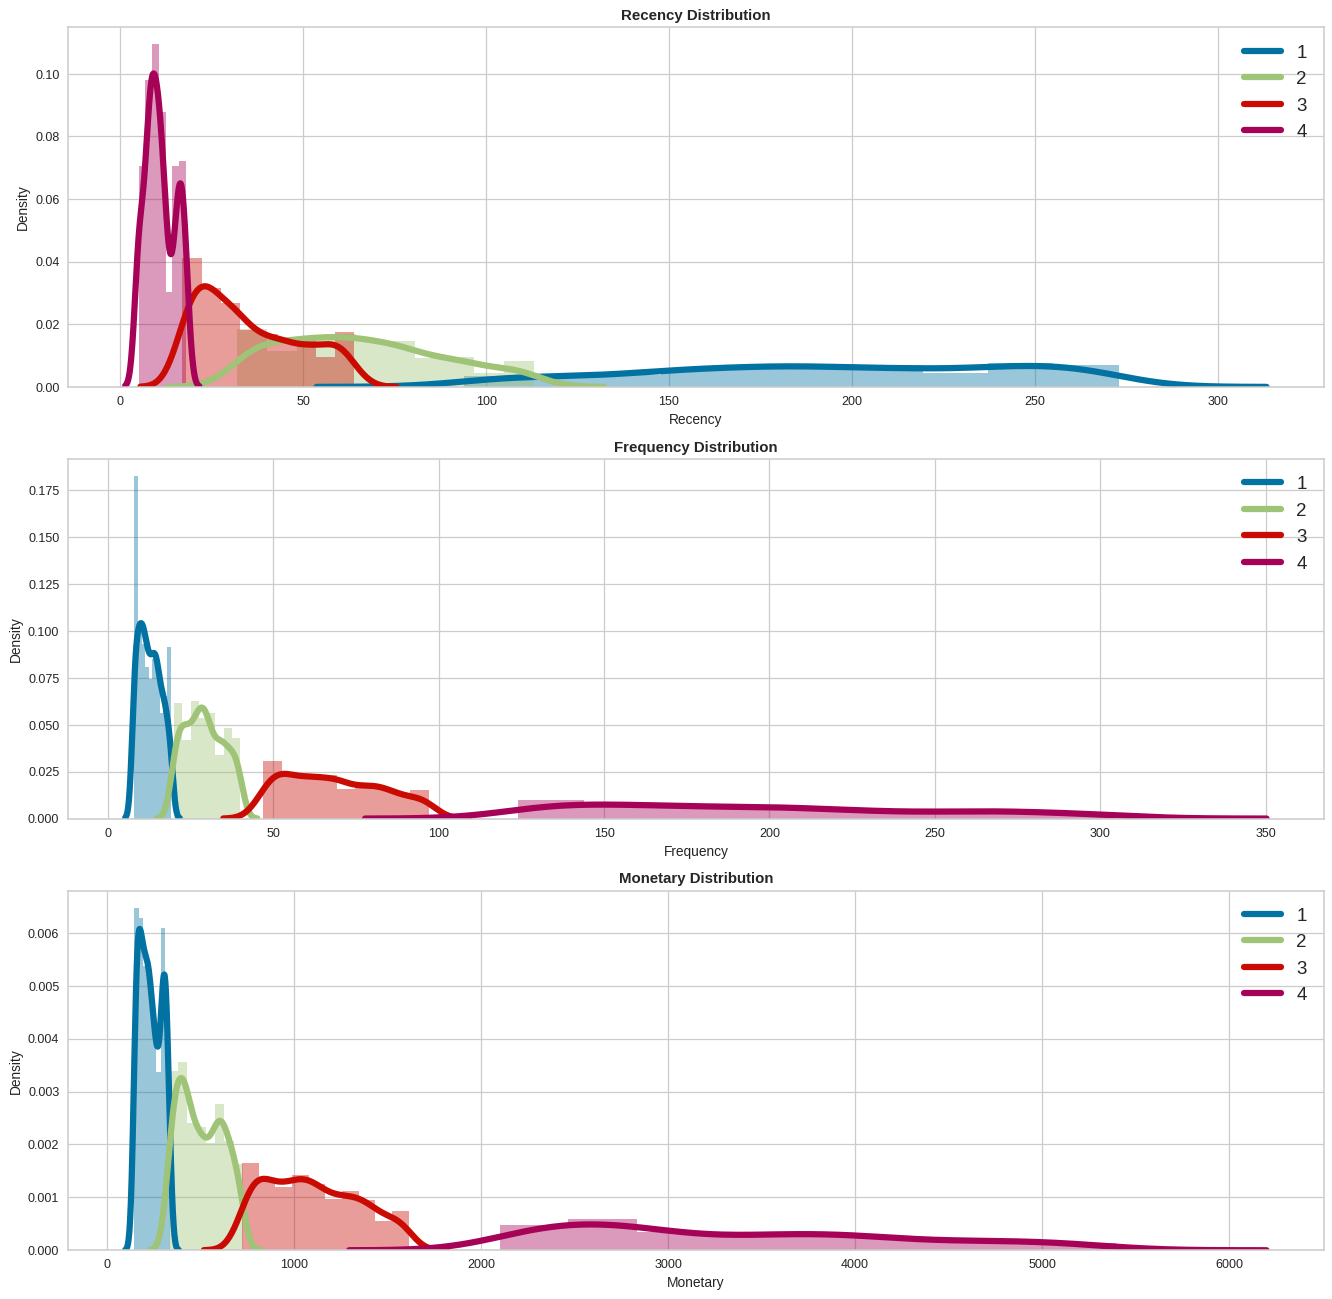 Recency Distribution
1
2
3
4
0.10
0.08
0.06
0.04
0.02
0.00
Density
0 50 100 150 200 250 300
Recency
Frequency Distribution
1
2
3
4
0.175
0.150
0.125
0.100
0.075
0.050
0.025
0.000
Density
0 50 100 150 200 250 300 350
Frequency
Monetary Distribution
1
2
3
4
0.006
0.005
0.004
0.003
0.002
0.001
0.000
Density
0 1000 2000 3000 4000 5000 6000
Monetary